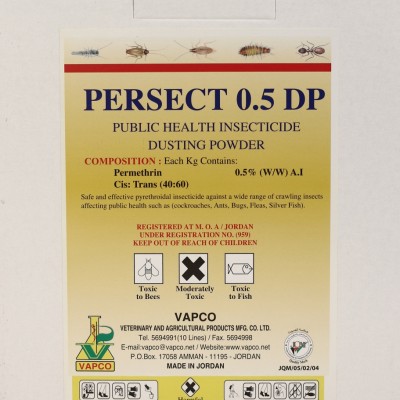 PERSECT 0.5 DP
PUBLIC HEALTH INSECTICIDE
DUSTING POWDER
COMPOSITION : Each Kg Contains:
Permethrin 0.5% (W/W) A.I
Cis: Trans (40:60)
Safe and effective pyrethroidal insecticide against a wide range of crawling insects
affecting public health such as (cockroaches, Ants, Bugs, Fleas, Silver Fish).
REGISTERED AT M. O. A / JORDAN
UNDER REGISTRATION NO. (959)
KEEP OUT OF REACH OF CHILDREN
Toxic
to Bees
Moderately
Toxic
Toxic
to Fish
VAPCO
VETERINARY AND AGRICULTURAL PRODUCTS MFG. CO. LTD.
Tel. 5694991(10 Lines) / Fax. 5694998
E-mail:vapco@vapco.net / Website:www.vapco.net
P.O.Box. 17058 AMMAN - 11195 - JORDAN
MADE IN JORDAN
VAPCO
JQM/05/02/04